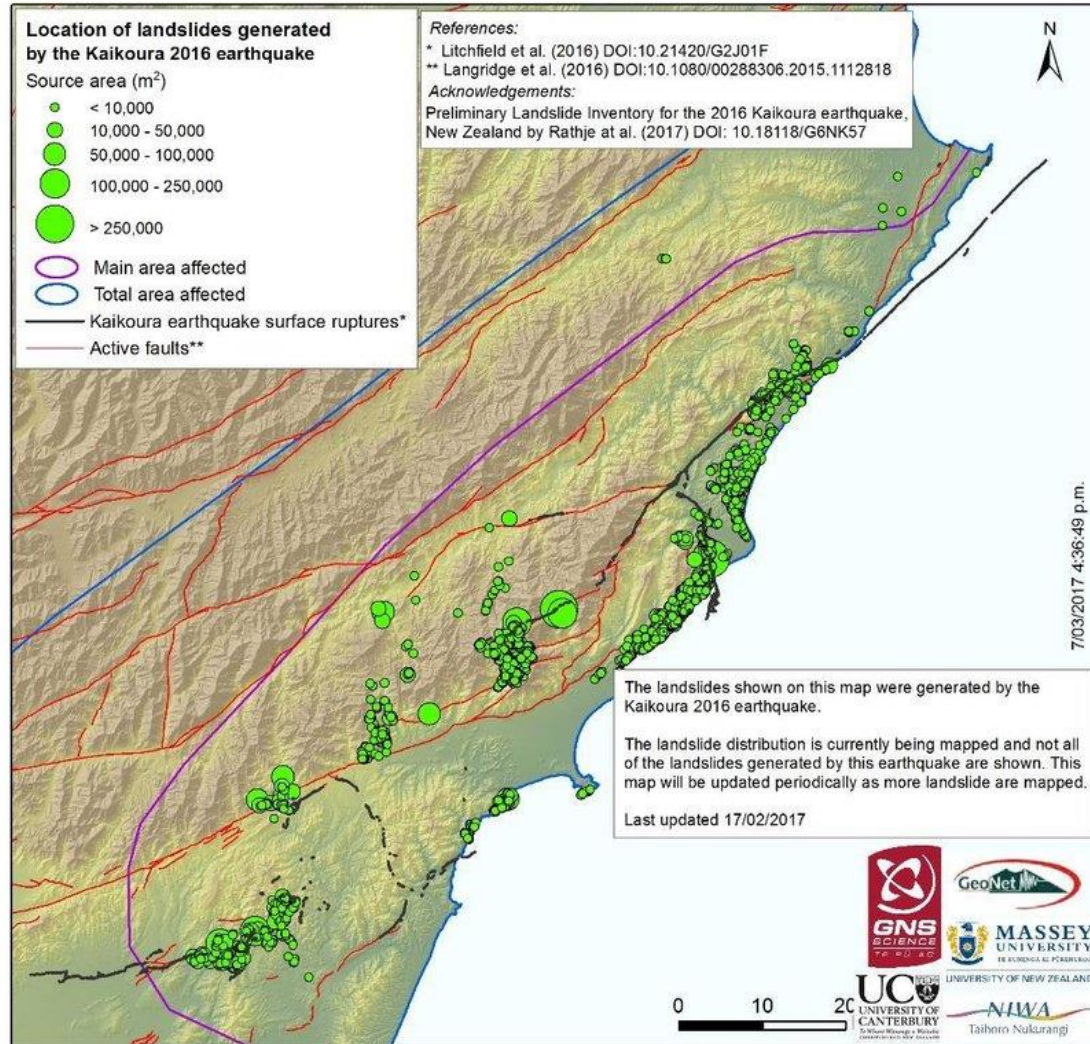 Location of landslides generated
by the Kaikoura 2016 earthquake
Source area (m²)
< 10,000
10,000 - 50,000
50,000 - 100,000
100,000 - 250,000
> 250,000
Main area affected
Total area affected
Kaikoura earthquake surface ruptures*
Active faults**
References:
* Litchfield et al. (2016) DOI:10.21420/G2J01F
** Langridge et al. (2016) DOI:10.1080/00288306.2015.1112818
Acknowledgements:
Preliminary Landslide Inventory for the 2016 Kaikoura earthquake,
New Zealand by Rathje at al. (2017) DOI: 10.18118/G6NK57
N
7/03/2017 4:36:49 p.m.
The landslides shown on this map were generated by the
Kaikoura 2016 earthquake.
The landslide distribution is currently being mapped and not all
of the landslides generated by this earthquake are shown. This
map will be updated periodically as more landslide are mapped.
Last updated 17/02/2017
0 10 20
GNS
SCIENCE
TE PŪ AO
GeoNet
MASSEY
UNIVERSITY
UNIVERSITY OF NEW ZEALAND
UC
UNIVERSITY OF
CANTERBURY
NIWA
Taihoro Nukurangi